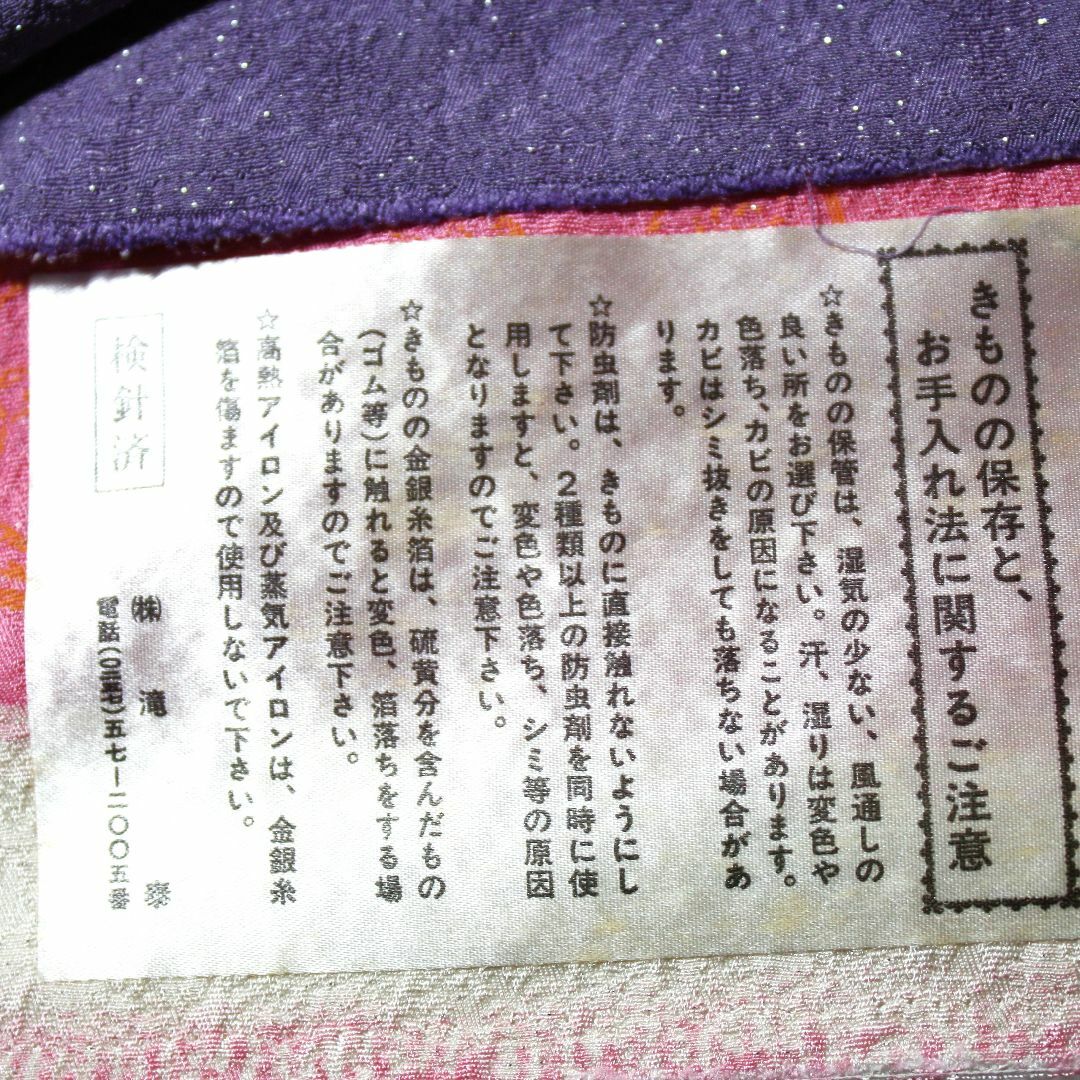 きものの保存と、
お手入れ法に関するご注意
☆きものの保管は、湿気の少ない、風通しの
良い所をお選び下さい。汗、湿りは変色や
色落ち、カビの原因になることがあります。
カビはシミ抜きをしても落ちない場合があ
ります。
☆防虫剤は、きものに直接触れないようにし
て下さい。2種類以上の防虫剤を同時に使
用しますと、変色や色落ち、シミ等の原因
となりますのでご注意下さい。
☆きものの金銀糸箔は、硫黄分を含んだもの
(ゴム等)に触れると変色、箔落ちをする場
合がありますのでご注意下さい。
☆高熱アイロン及び蒸気アイロンは、金銀糸
箔を傷ますので使用しないで下さい。
㈱滝泰
電話(〇二五七)五七ー二〇〇五番
検針済